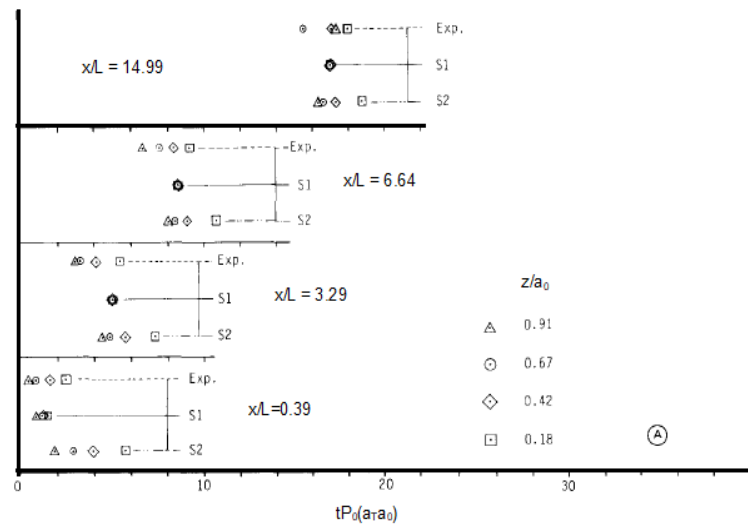 Exp.
x/L = 14.99
S1
S2
Exp.
x/L = 6.64
S1
S2
Exp.
z/a₀
x/L = 3.29
S1
0.91
S2
0.67
Exp.
0.42
x/L=0.39
S1
A
0.18
S2
0 10 20 30
tP₀(aₜa₀)